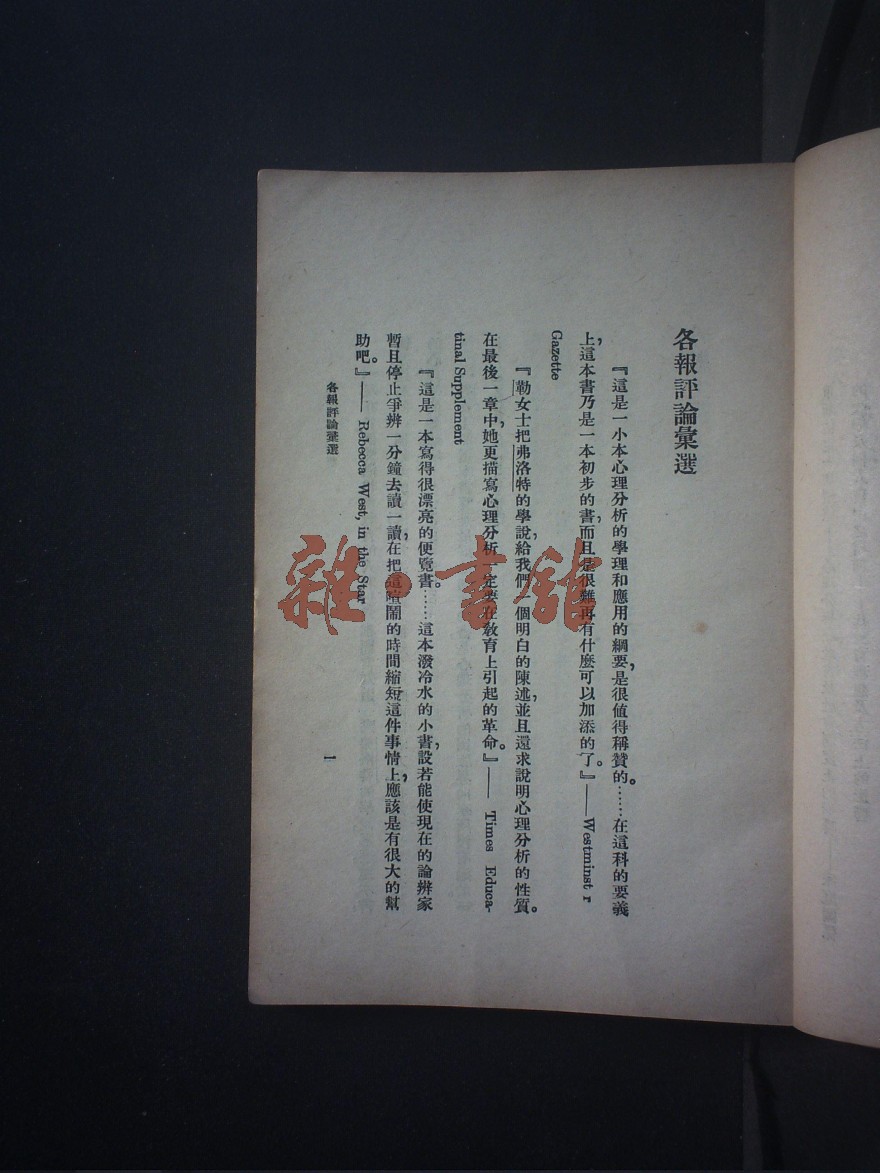 各報評論彙選
『這是一小本心理分析的學理和應用的綱要，是很值得稱贊的。……在這科的要義
上，這本書乃是一本初步的書，而且是很難再有什麼可以加添的了。』——Westminst r
Gazette
『勒女士把弗洛特的學說，給我們一個明白的陳述，並且還求說明心理分析的性質。
在最後一章中，她更描寫心理分析一定要在敎育上引起的革命。』—— Times Educa-
tinal Supplement
『這是一本寫得很漂亮的便覽書。……這本潑冷水的小書，設若能使現在的論辨家
暫且停止爭辨一分鐘去讀一讀，在把這喧鬧的時間縮短這件事情上，應該是有很大的幫
助吧。』—— Rebecca West, in the Star
各報評論彙選
一
雜·書館